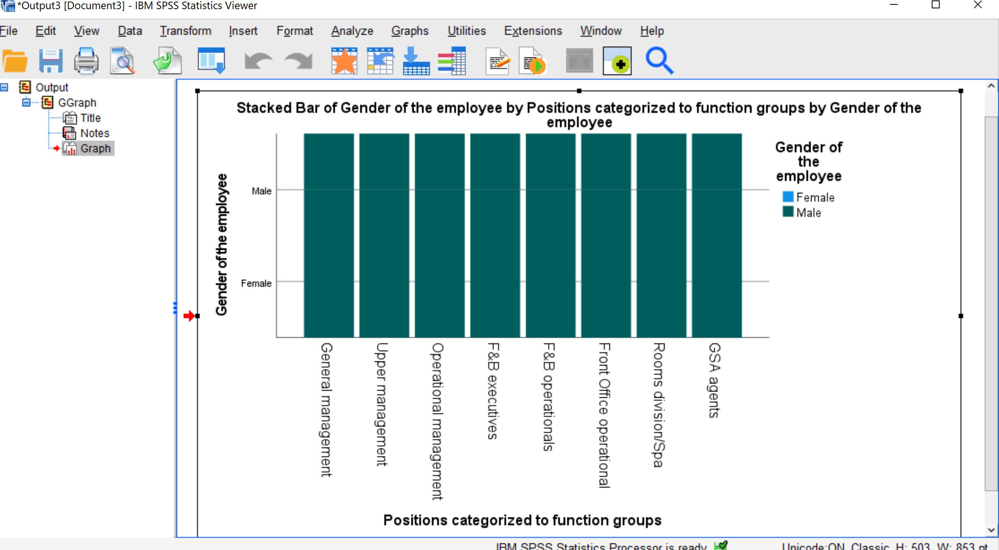 *Output3 [Document3] - IBM SPSS Statistics Viewer
File Edit View Data Transform Insert Format Analyze Graphs Utilities Extensions Window Help
Output
GGraph
Title
Notes
Graph
Stacked Bar of Gender of the employee by Positions categorized to function groups by Gender of the
employee
Gender of the employee
Male
Female
Gender of
the
employee
Female
Male
General management
Upper management
Operational management
F&B executives
F&B operationals
Front Office operational
Rooms division/Spa
GSA agents
Positions categorized to function groups
IBM SPSS Statistics Processor is ready
Unicode:ON Classic H: 503, W: 853 pt